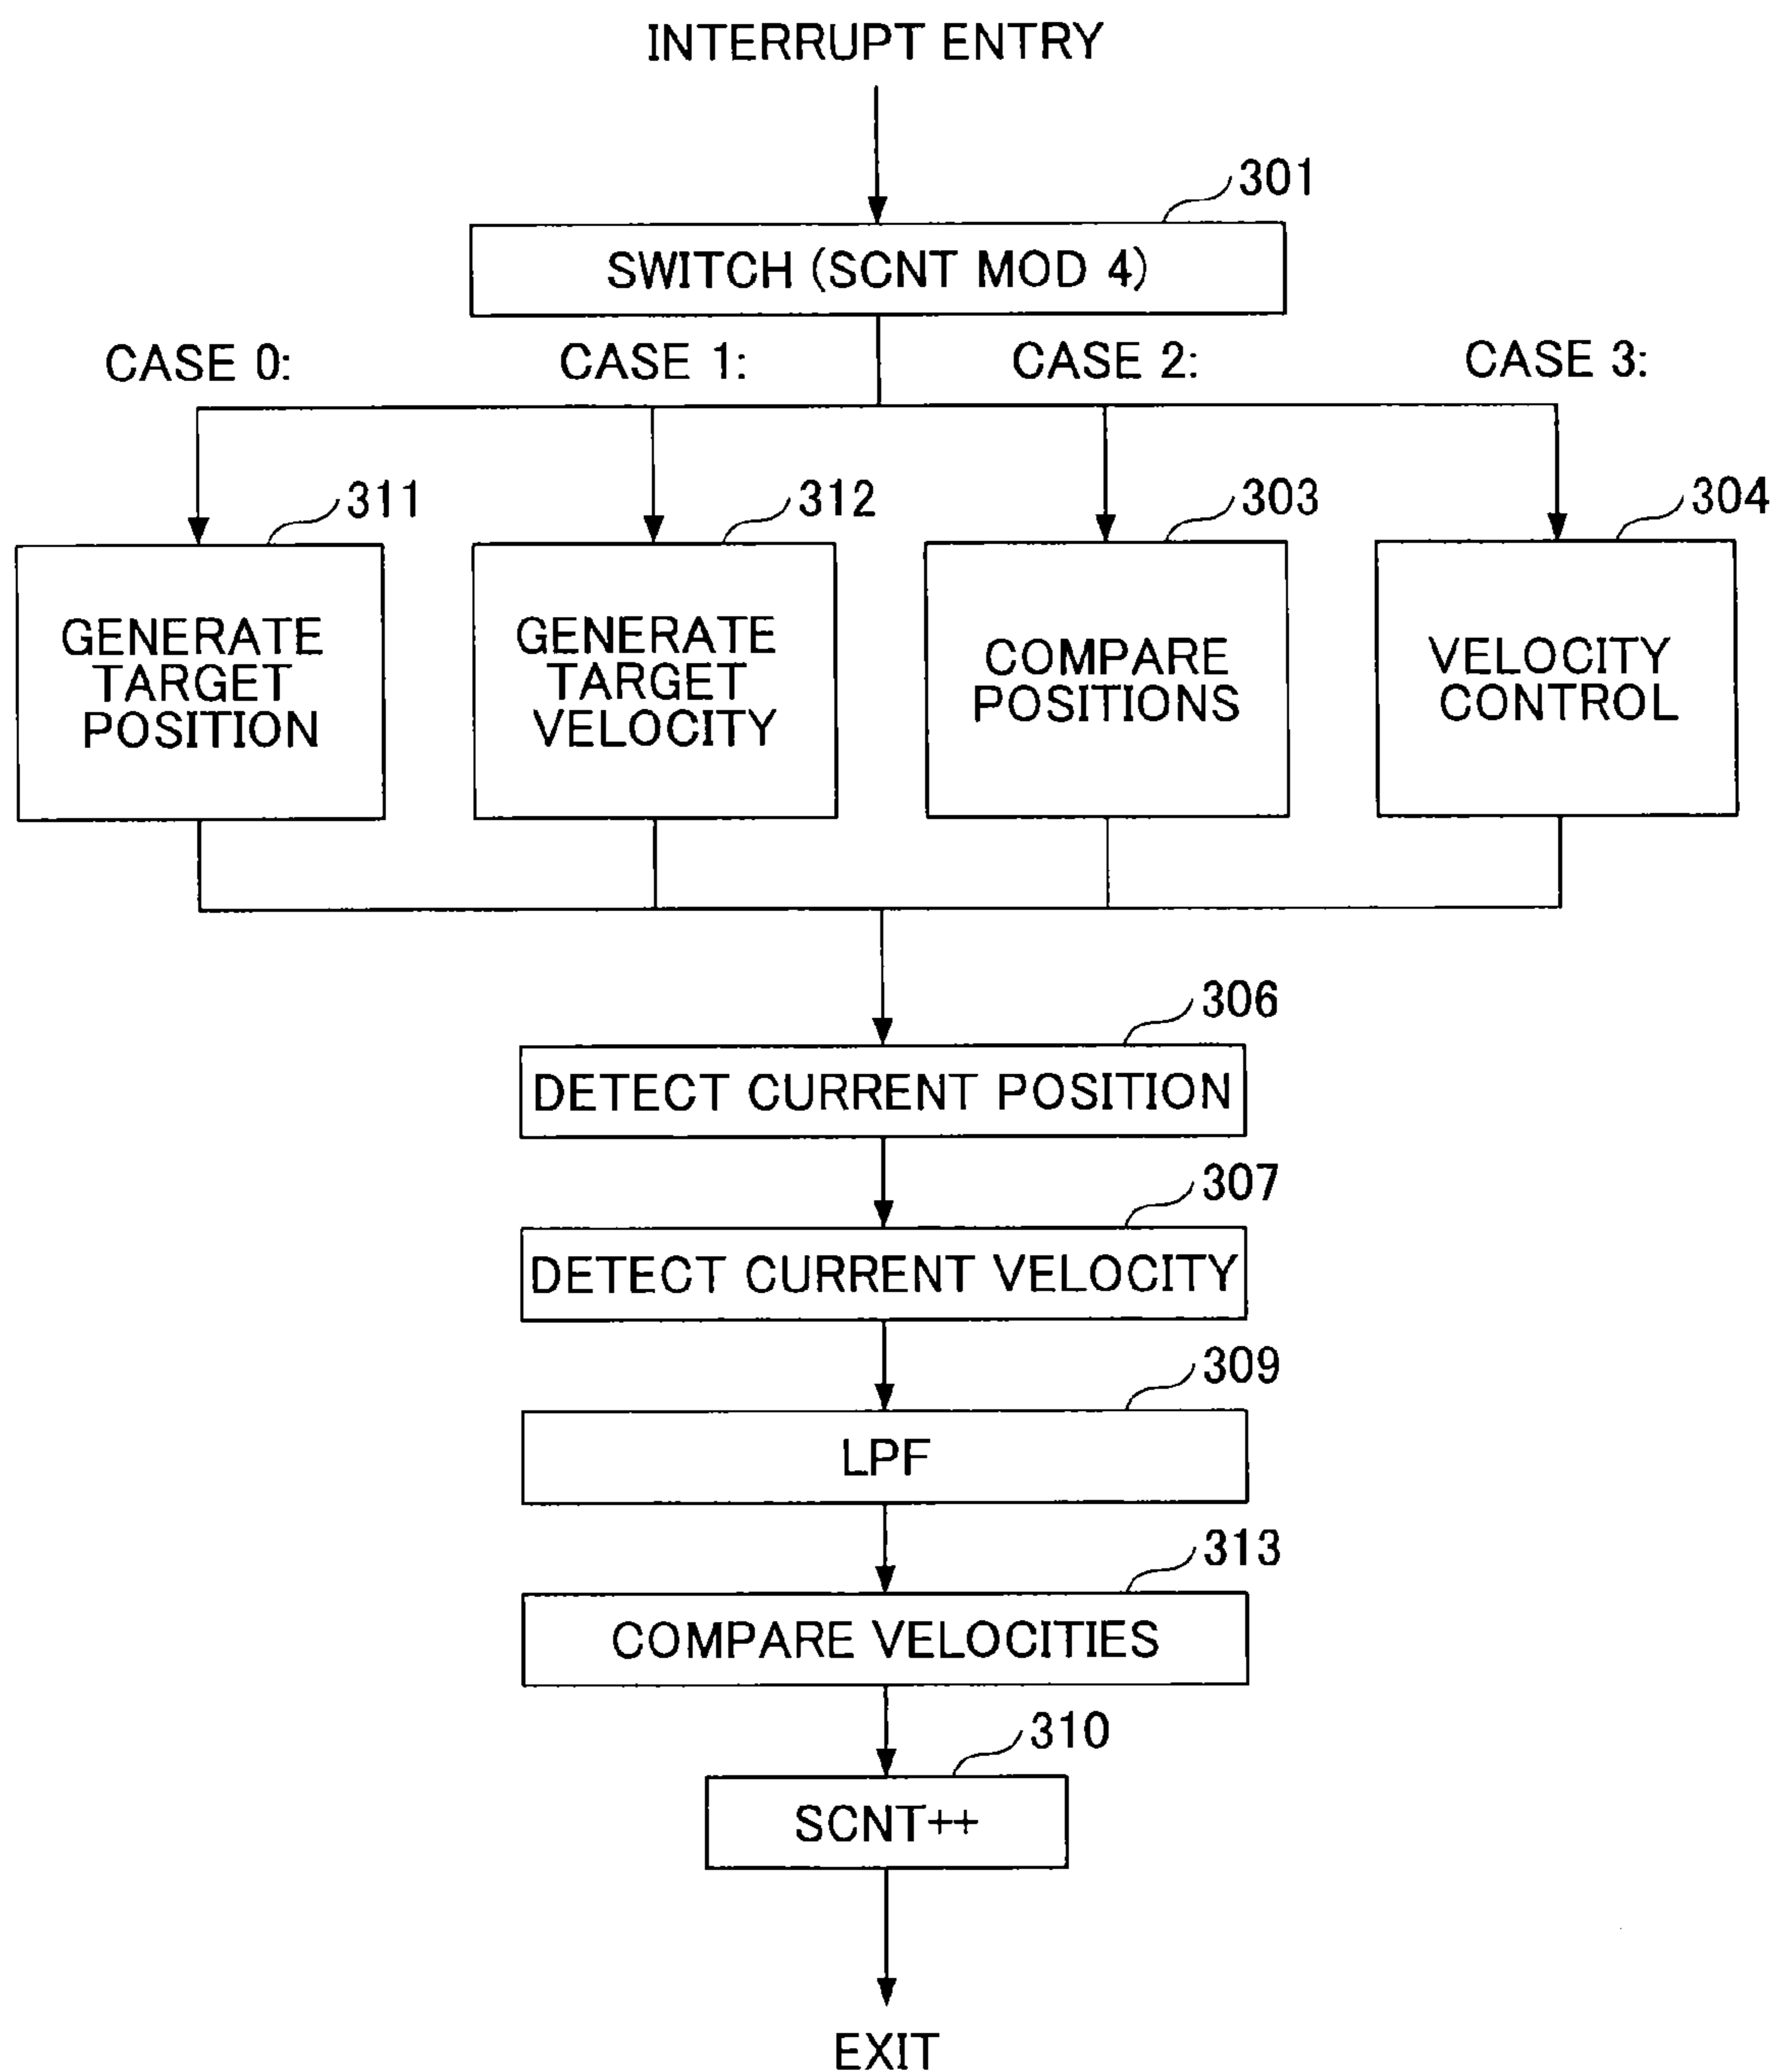 INTERRUPT ENTRY
301
SWITCH (SCNT MOD 4)
CASE 0: CASE 1: CASE 2: CASE 3:
311 312 303 304
GENERATE
TARGET
POSITION
GENERATE
TARGET
VELOCITY
COMPARE
POSITIONS
VELOCITY
CONTROL
306
DETECT CURRENT POSITION
307
DETECT CURRENT VELOCITY
309
LPF
313
COMPARE VELOCITIES
310
SCNT++
EXIT